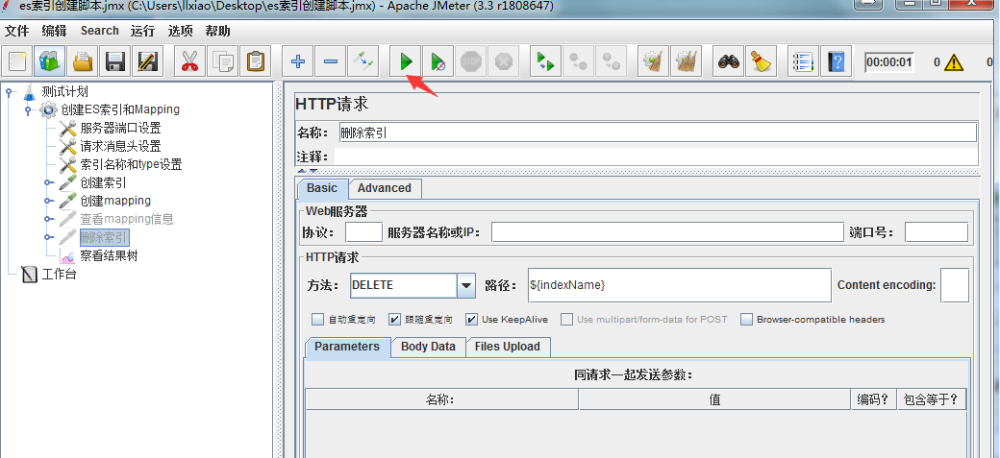 es索引创建脚本.jmx (C:\Users\llxiao\Desktop\es索引创建脚本.jmx) - Apache JMeter (3.3 r1808647)
文件 编辑 Search 运行 选项 帮助
STOP 00:00:01 0 0
测试计划
创建ES索引和Mapping
服务器端口设置
请求消息头设置
索引名称和type设置
创建索引
创建mapping
查看mapping信息
删除索引
察看结果树
工作台
HTTP请求
名称: 删除索引
注释:
Basic Advanced
Web服务器
协议: 服务器名称或IP: 端口号:
HTTP请求
方法: DELETE 路径: ${indexName} Content encoding:
自动重定向 跟随重定向 Use KeepAlive Use multipart/form-data for POST Browser-compatible headers
Parameters Body Data Files Upload
同请求一起发送参数:
名称: 值 编码? 包含等于?